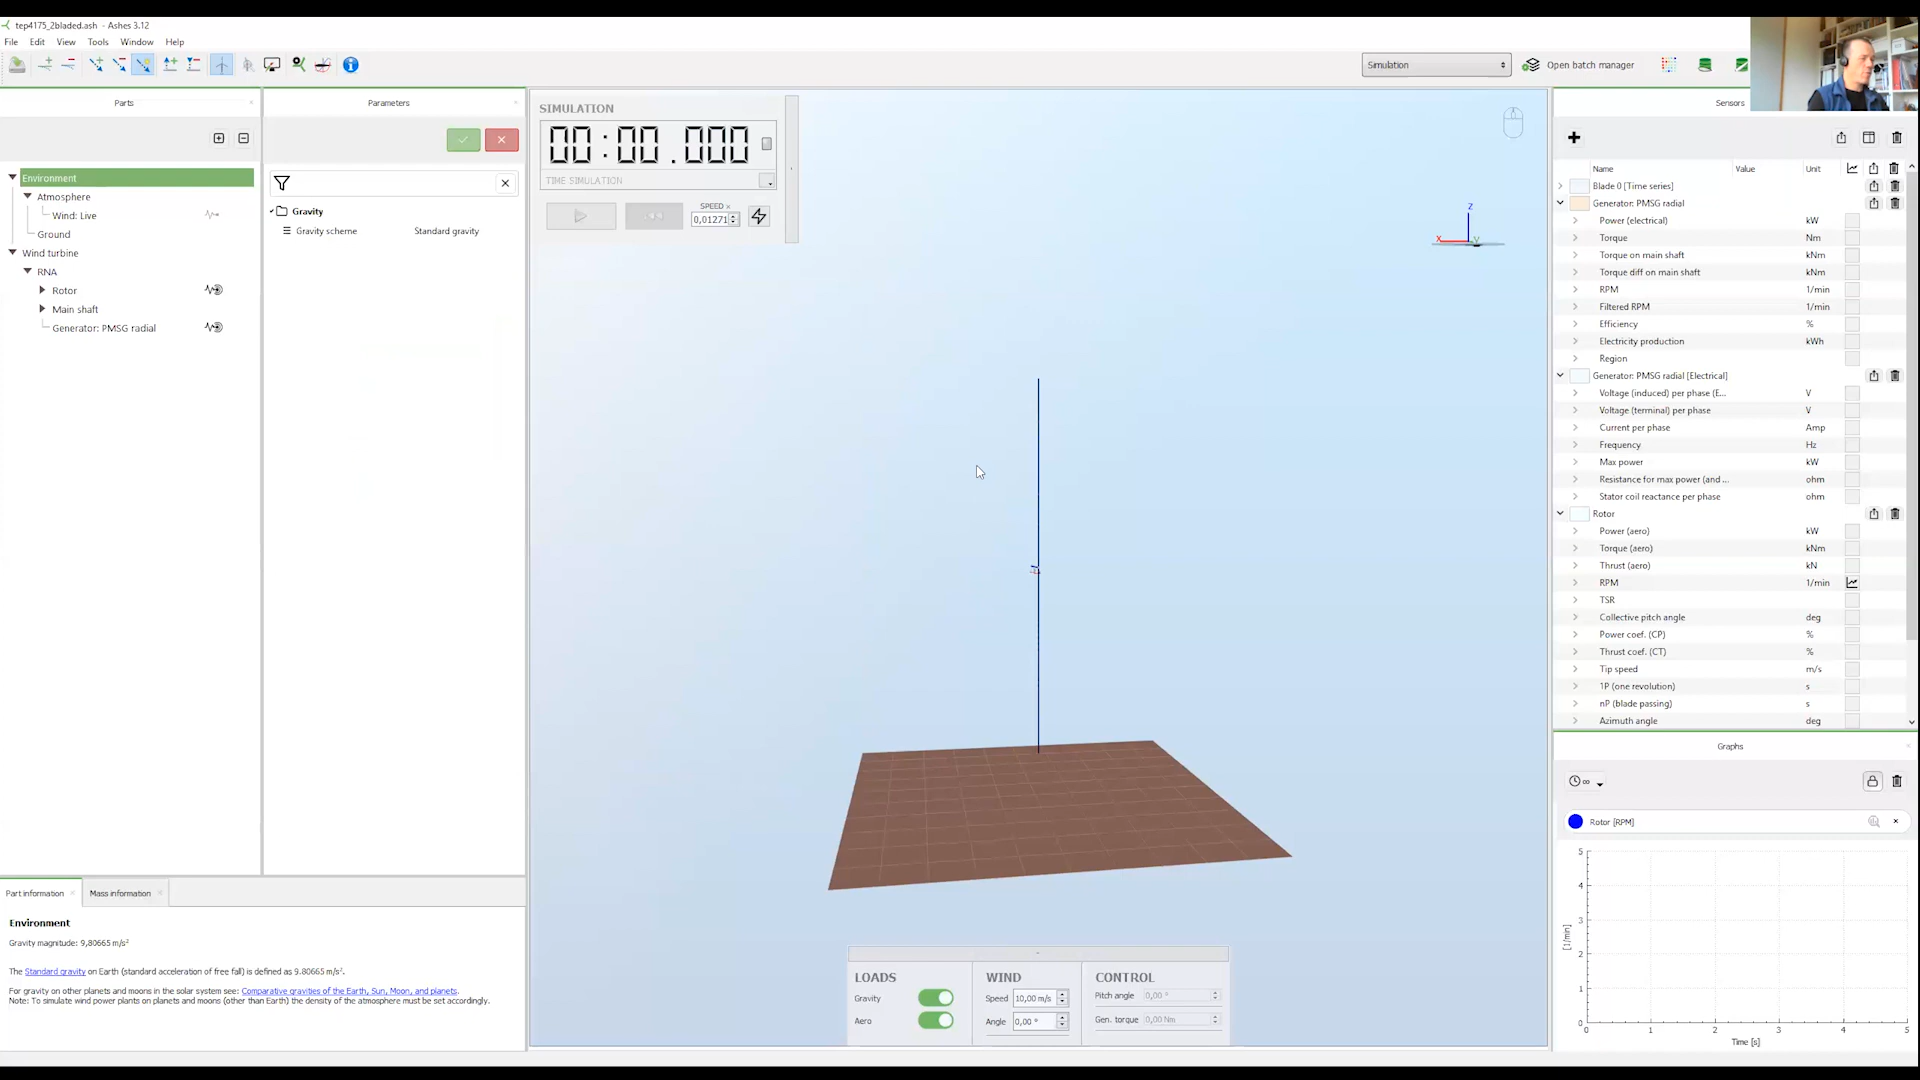 tep4175_2bladed.ash - Ashes 3.12
File Edit View Tools Window Help
Simulation
Open batch manager
Parts
Environment
Atmosphere
Wind: Live
Ground
Wind turbine
RNA
Rotor
Main shaft
Generator: PMSG radial
Parameters
Gravity
Gravity scheme Standard gravity
Part information
Mass information
Environment
Gravity magnitude: 9,80665 m/s²
The Standard gravity on Earth (standard acceleration of free fall) is defined as 9.80665 m/s².
For gravity on other planets and moons in the solar system see: Comparative gravities of the Earth, Sun, Moon, and planets.
Note: To simulate wind power plants on planets and moons (other than Earth) the density of the atmosphere must be set accordingly.
SIMULATION
00:00.000
TIME SIMULATION
SPEED ×
0,01271
Z
X Y
LOADS
Gravity
Aero
WIND
Speed 10,00 m/s
Angle 0,00 °
CONTROL
Pitch angle 0,00 °
Gen. torque 0,00 Nm
Sensors
Name Value Unit
Blade 0 [Time series]
Generator: PMSG radial
Power (electrical) kW
Torque Nm
Torque on main shaft kNm
Torque diff on main shaft kNm
RPM 1/min
Filtered RPM 1/min
Efficiency %
Electricity production kWh
Region
Generator: PMSG radial [Electrical]
Voltage (induced) per phase (E... V
Voltage (terminal) per phase V
Current per phase Amp
Frequency Hz
Max power kW
Resistance for max power (and ... ohm
Stator coil reactance per phase ohm
Rotor
Power (aero) kW
Torque (aero) kNm
Thrust (aero) kN
RPM 1/min
TSR
Collective pitch angle deg
Power coef. (CP) %
Thrust coef. (CT) %
Tip speed m/s
1P (one revolution) s
nP (blade passing) s
Azimuth angle deg
Graphs
∞
Rotor [RPM]
5
4
3
2
1
0
[1/min]
0 1 2 3 4 5
Time [s]